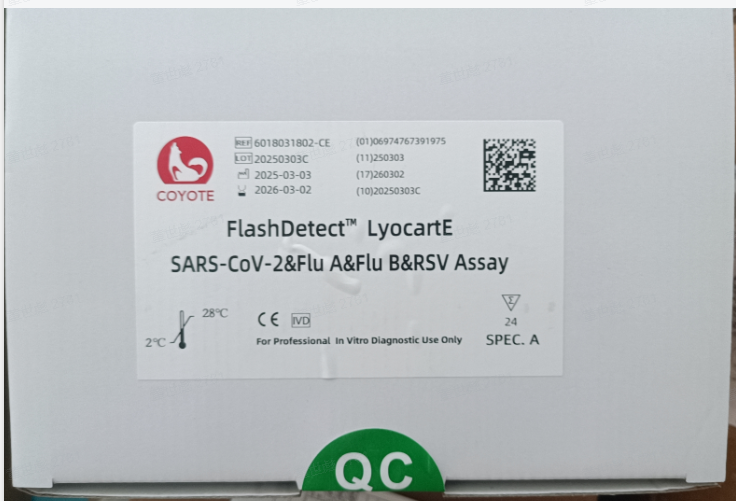 COYOTE
REF 6018031802-CE
LOT 20250303C
2025-03-03
2026-03-02
(01)06974767391975
(11)250303
(17)260302
(10)20250303C
FlashDetect™ LyocartE
SARS-CoV-2&Flu A&Flu B&RSV Assay
28°C
2°C
CE IVD
For Professional In Vitro Diagnostic Use Only
Σ
24
SPEC. A
QC